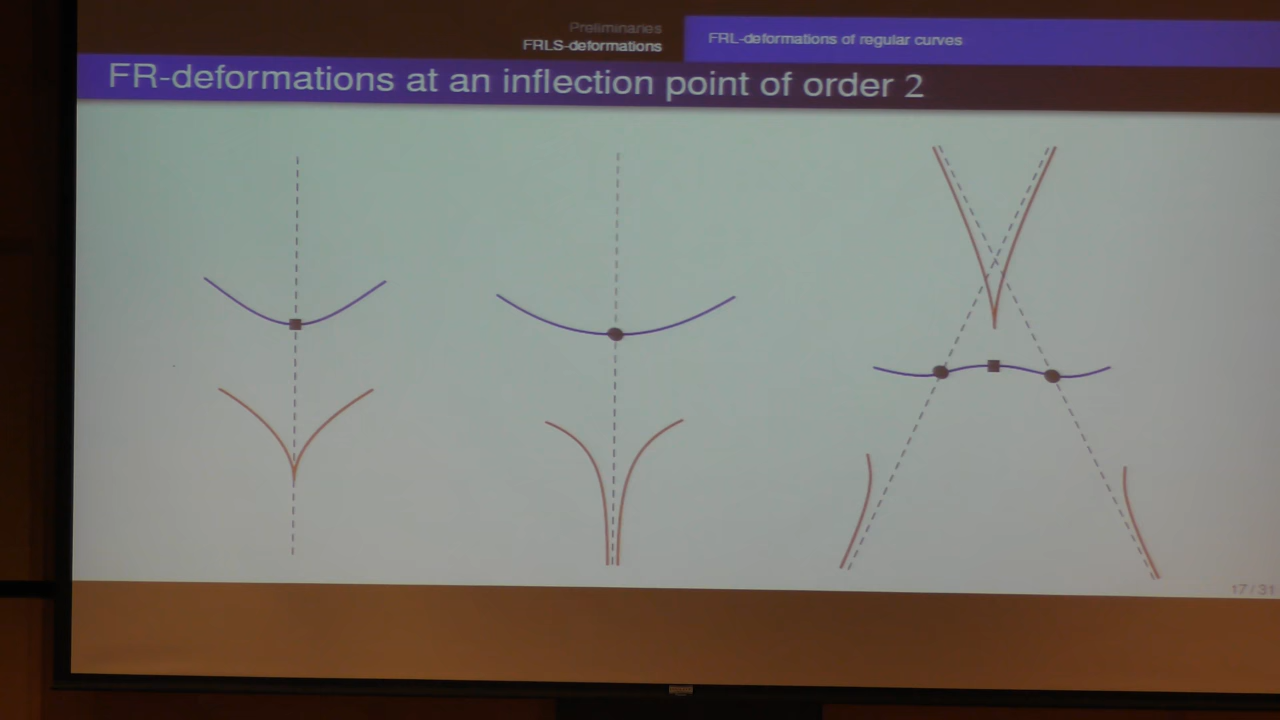 Preliminaries
FRLS-deformations
FRL-deformations of regular curves
FR-deformations at an inflection point of order 2
17/31